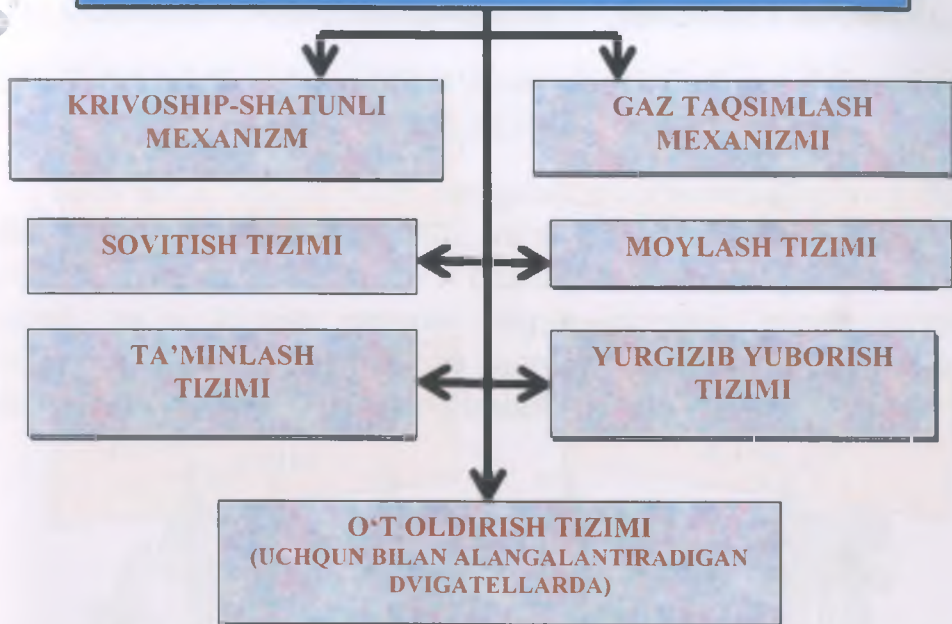 KRIVOSHIP-SHATUNLI
MEXANIZM
GAZ TAQSIMLASH
MEXANIZMI
SOVITISH TIZIMI
MOYLASH TIZIMI
TA’MINLASH
TIZIMI
YURGIZIB YUBORISH
TIZIMI
O‘T OLDIRISH TIZIMI
(UCHQUN BILAN ALANGALANTIRADIGAN
DVIGATELLARDA)